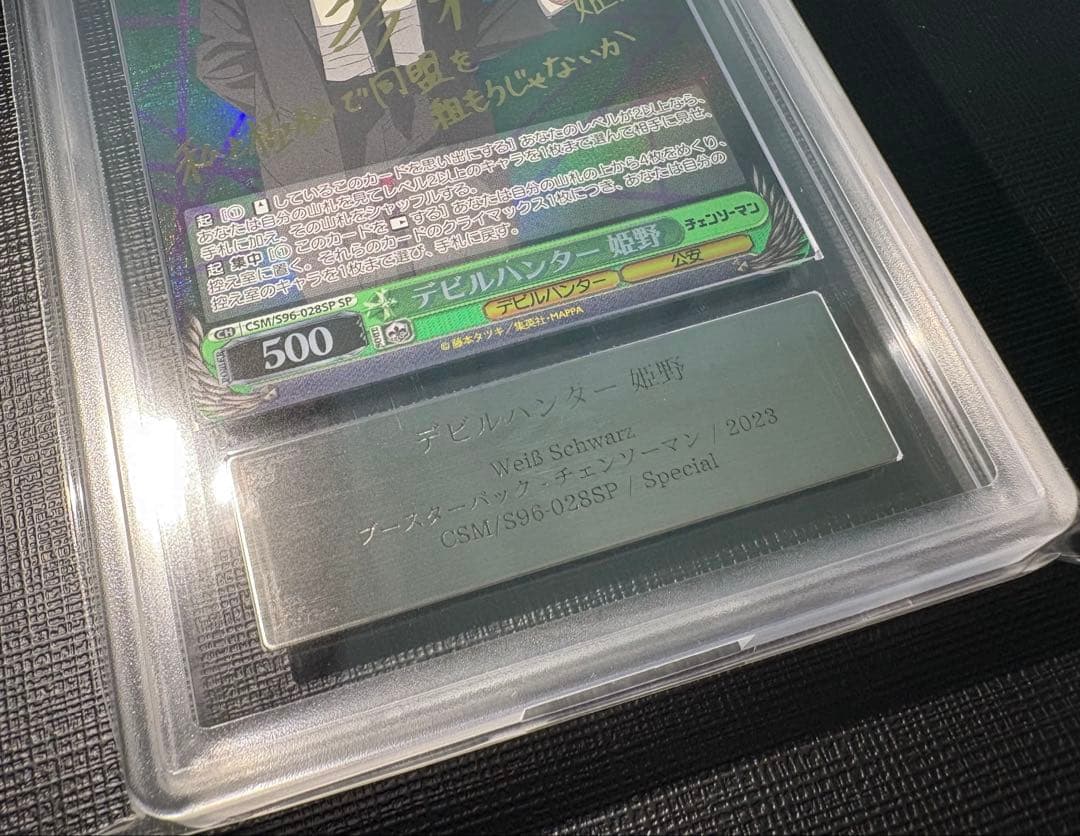 姫
私と極秘で同盟を
組もうじゃないか
起［①　しているこのカードを思い出にする］あなたのレベルが2以上なら、
あなたは自分の山札を見てレベル2以上のキャラを1枚まで選んで相手に見せ、
手札に加え、その山札をシャッフルする。
起 集中［① このカードを　する］あなたは自分の山札の上から4枚をめくり、
控え室に置く。それらのカードのクライマックス1枚につき、あなたは自分の
控え室のキャラを1枚まで選び、手札に戻す。
CH CSM/S96-028SP SP デビルハンター 姫野 チェンソーマン
500 デビルハンター 公安
©藤本タツキ/集英社・MAPPA
デビルハンター 姫野
Weiß Schwarz
ブースターパック - チェンソーマン / 2023
CSM/S96-028SP / Special